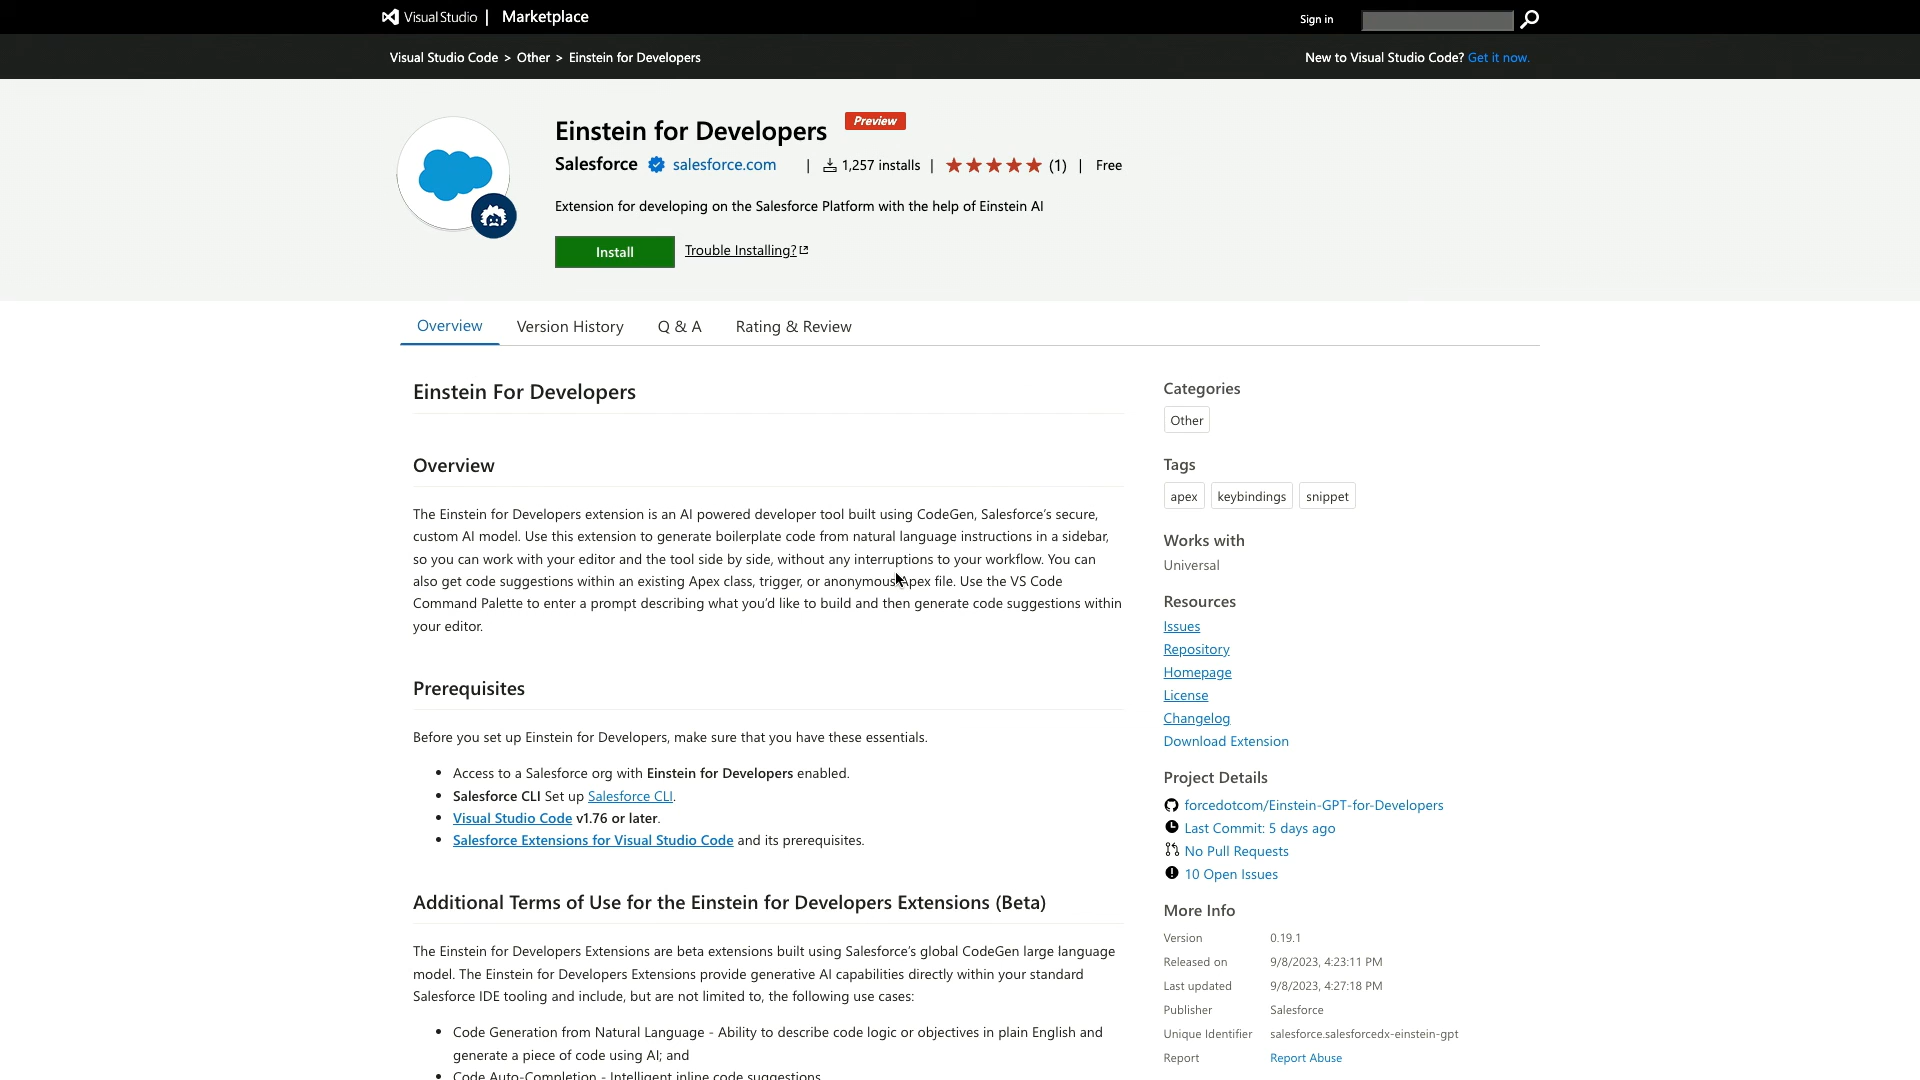 Visual Studio | Marketplace
Sign in
Visual Studio Code > Other > Einstein for Developers
New to Visual Studio Code? Get it now.
Einstein for Developers
Preview
Salesforce salesforce.com | 1,257 installs | (1) | Free
Extension for developing on the Salesforce Platform with the help of Einstein AI
Install
Trouble Installing?
Overview
Version History
Q & A
Rating & Review
Einstein For Developers
Overview
The Einstein for Developers extension is an AI powered developer tool built using CodeGen, Salesforce's secure,
custom AI model. Use this extension to generate boilerplate code from natural language instructions in a sidebar,
so you can work with your editor and the tool side by side, without any interruptions to your workflow. You can
also get code suggestions within an existing Apex class, trigger, or anonymous Apex file. Use the VS Code
Command Palette to enter a prompt describing what you'd like to build and then generate code suggestions within
your editor.
Prerequisites
Before you set up Einstein for Developers, make sure that you have these essentials.
• Access to a Salesforce org with Einstein for Developers enabled.
• Salesforce CLI Set up Salesforce CLI.
• Visual Studio Code v1.76 or later.
• Salesforce Extensions for Visual Studio Code and its prerequisites.
Additional Terms of Use for the Einstein for Developers Extensions (Beta)
The Einstein for Developers Extensions are beta extensions built using Salesforce's global CodeGen large language
model. The Einstein for Developers Extensions provide generative AI capabilities directly within your standard
Salesforce IDE tooling and include, but are not limited to, the following use cases:
• Code Generation from Natural Language - Ability to describe code logic or objectives in plain English and
generate a piece of code using AI; and
• Code Auto-Completion - Intelligent inline code suggestions
Categories
Other
Tags
apex
keybindings
snippet
Works with
Universal
Resources
Issues
Repository
Homepage
License
Changelog
Download Extension
Project Details
forcedotcom/Einstein-GPT-for-Developers
Last Commit: 5 days ago
No Pull Requests
10 Open Issues
More Info
Version 0.19.1
Released on 9/8/2023, 4:23:11 PM
Last updated 9/8/2023, 4:27:18 PM
Publisher Salesforce
Unique Identifier salesforce.salesforcedx-einstein-gpt
Report Report Abuse